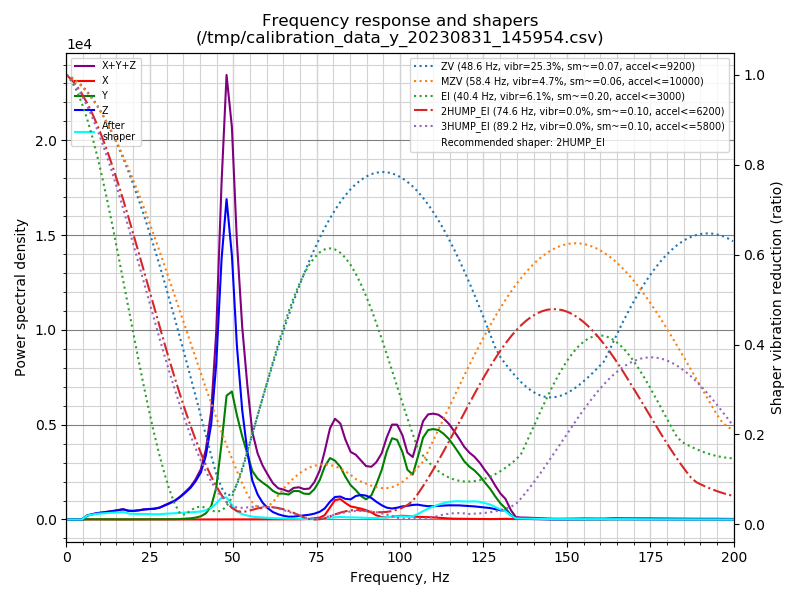 Frequency response and shapers
(/tmp/calibration_data_y_20230831_145954.csv)
1e4
X+Y+Z
X
Y
Z
After
shaper
ZV (48.6 Hz, vibr=25.3%, sm~=0.07, accel<=9200)
MZV (58.4 Hz, vibr=4.7%, sm~=0.06, accel<=10000)
EI (40.4 Hz, vibr=6.1%, sm~=0.20, accel<=3000)
2HUMP_EI (74.6 Hz, vibr=0.0%, sm~=0.10, accel<=6200)
3HUMP_EI (89.2 Hz, vibr=0.0%, sm~=0.10, accel<=5800)
Recommended shaper: 2HUMP_EI
Power spectral density
2.0
1.5
1.0
0.5
0.0
1.0
0.8
0.6
0.4
0.2
0.0
Shaper vibration reduction (ratio)
0 25 50 75 100 125 150 175 200
Frequency, Hz